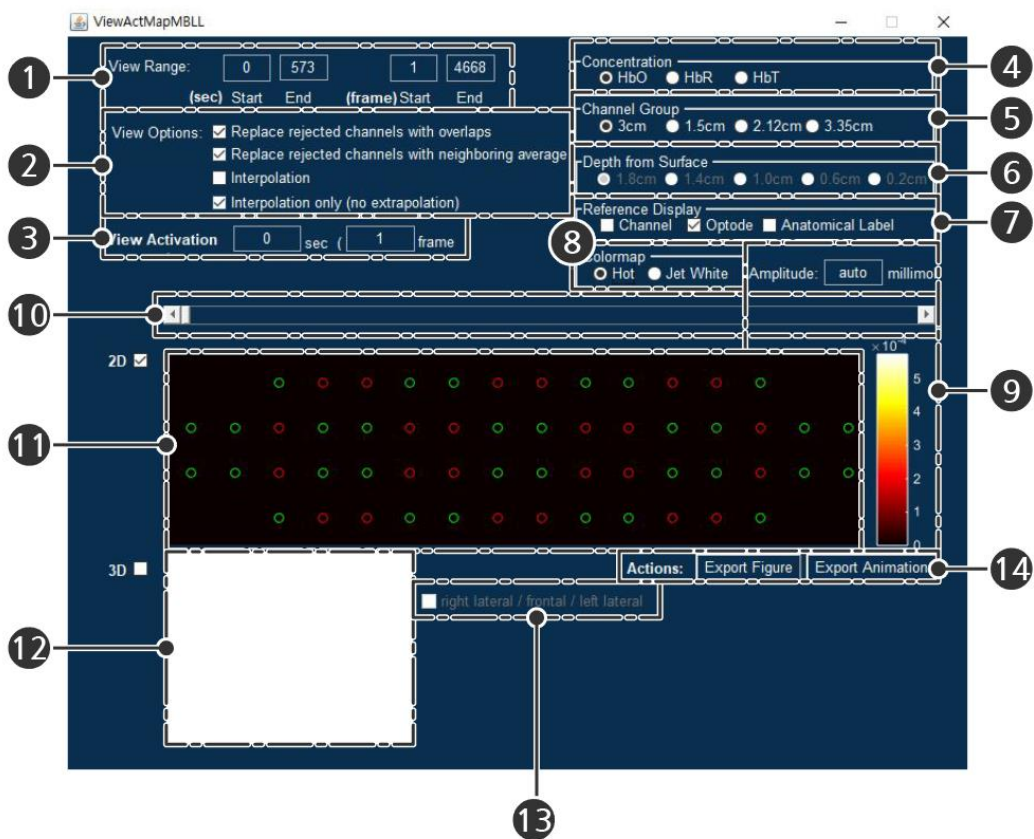 ViewActMapMBLL
1
View Range:
0
573
1
4668
(sec) Start End (frame) Start End
2
View Options:
Replace rejected channels with overlaps
Replace rejected channels with neighboring average
Interpolation
Interpolation only (no extrapolation)
3
View Activation
0
sec (
1
frame
4
Concentration
HbO HbR HbT
5
Channel Group
3cm 1.5cm 2.12cm 3.35cm
6
Depth from Surface
1.8cm 1.4cm 1.0cm 0.6cm 0.2cm
7
Reference Display
Channel Optode Anatomical Label
8
Colormap
Hot Jet White
Amplitude: auto millimol
10
2D
11
× 10-4
5
4
3
2
1
0
9
3D
12
Actions: Export Figure Export Animation
14
right lateral / frontal / left lateral
13